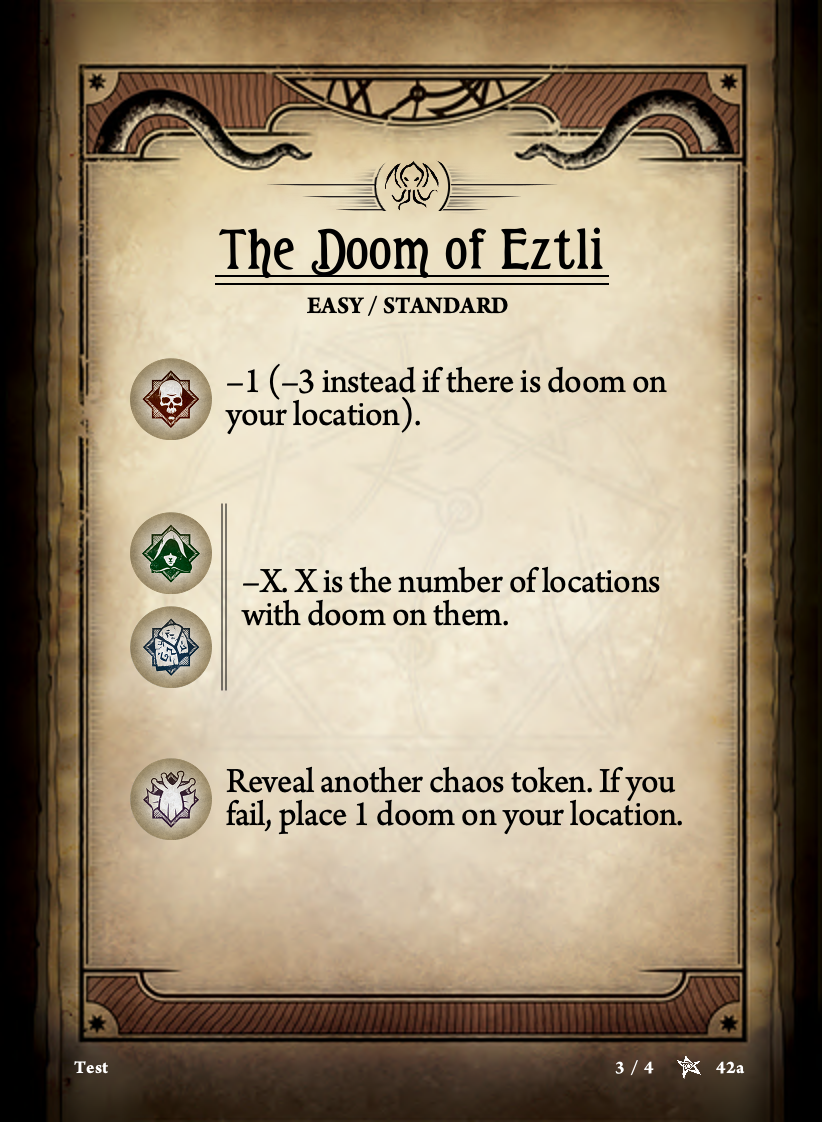 The Doom of Eztli
EASY / STANDARD
–1 (–3 instead if there is doom on
your location).
–X. X is the number of locations
with doom on them.
Reveal another chaos token. If you
fail, place 1 doom on your location.
Test
3 / 4 42a